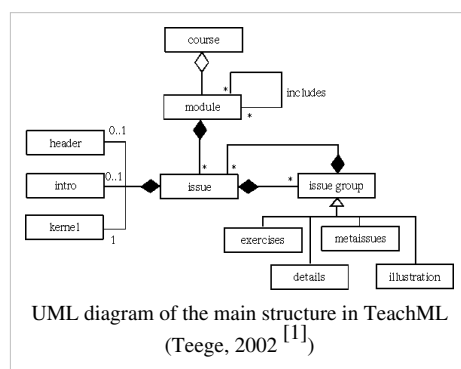 course
*
includes
module
*
header
0..1
*
*
intro
0..1
issue
*
issue group
kernel
1
exercises
metaissues
details
illustration
UML diagram of the main structure in TeachML
(Teege, 2002 [1])